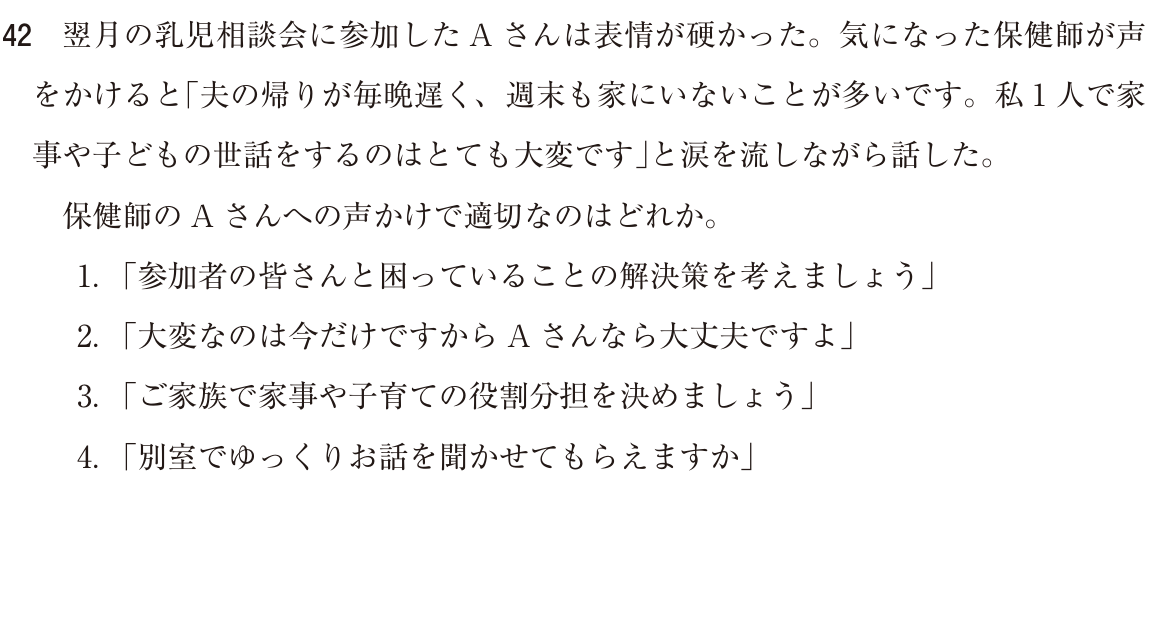 42　翌月の乳児相談会に参加した A さんは表情が硬かった。気になった保健師が声
をかけると「夫の帰りが毎晩遅く、週末も家にいないことが多いです。私 1 人で家
事や子どもの世話をするのはとても大変です」と涙を流しながら話した。
保健師の A さんへの声かけで適切なのはどれか。
1. 「参加者の皆さんと困っていることの解決策を考えましょう」
2. 「大変なのは今だけですから A さんなら大丈夫ですよ」
3. 「ご家族で家事や子育ての役割分担を決めましょう」
4. 「別室でゆっくりお話を聞かせてもらえますか」